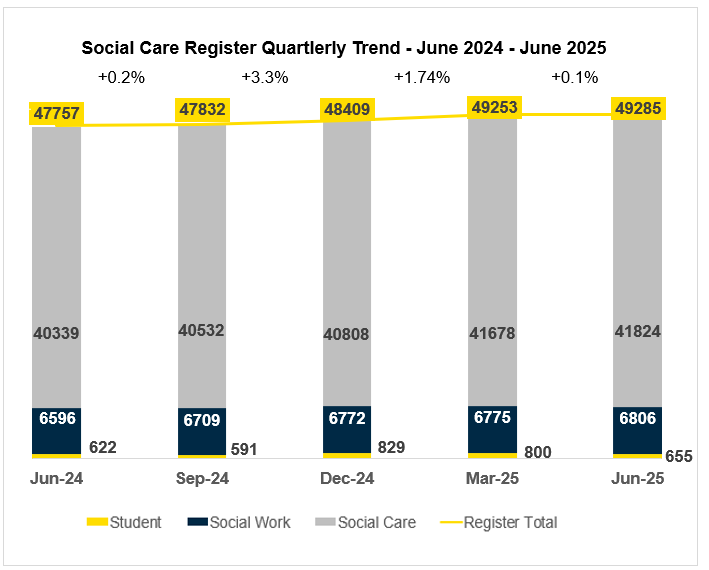 Social Care Register Quartlerly Trend - June 2024 - June 2025
+0.2% +3.3% +1.74% +0.1%
47757 47832 48409 49253 49285
40339 40532 40808 41678 41824
6596 6709 6772 6775 6806
622 591 829 800 655
Jun-24 Sep-24 Dec-24 Mar-25 Jun-25
Student Social Work Social Care Register Total